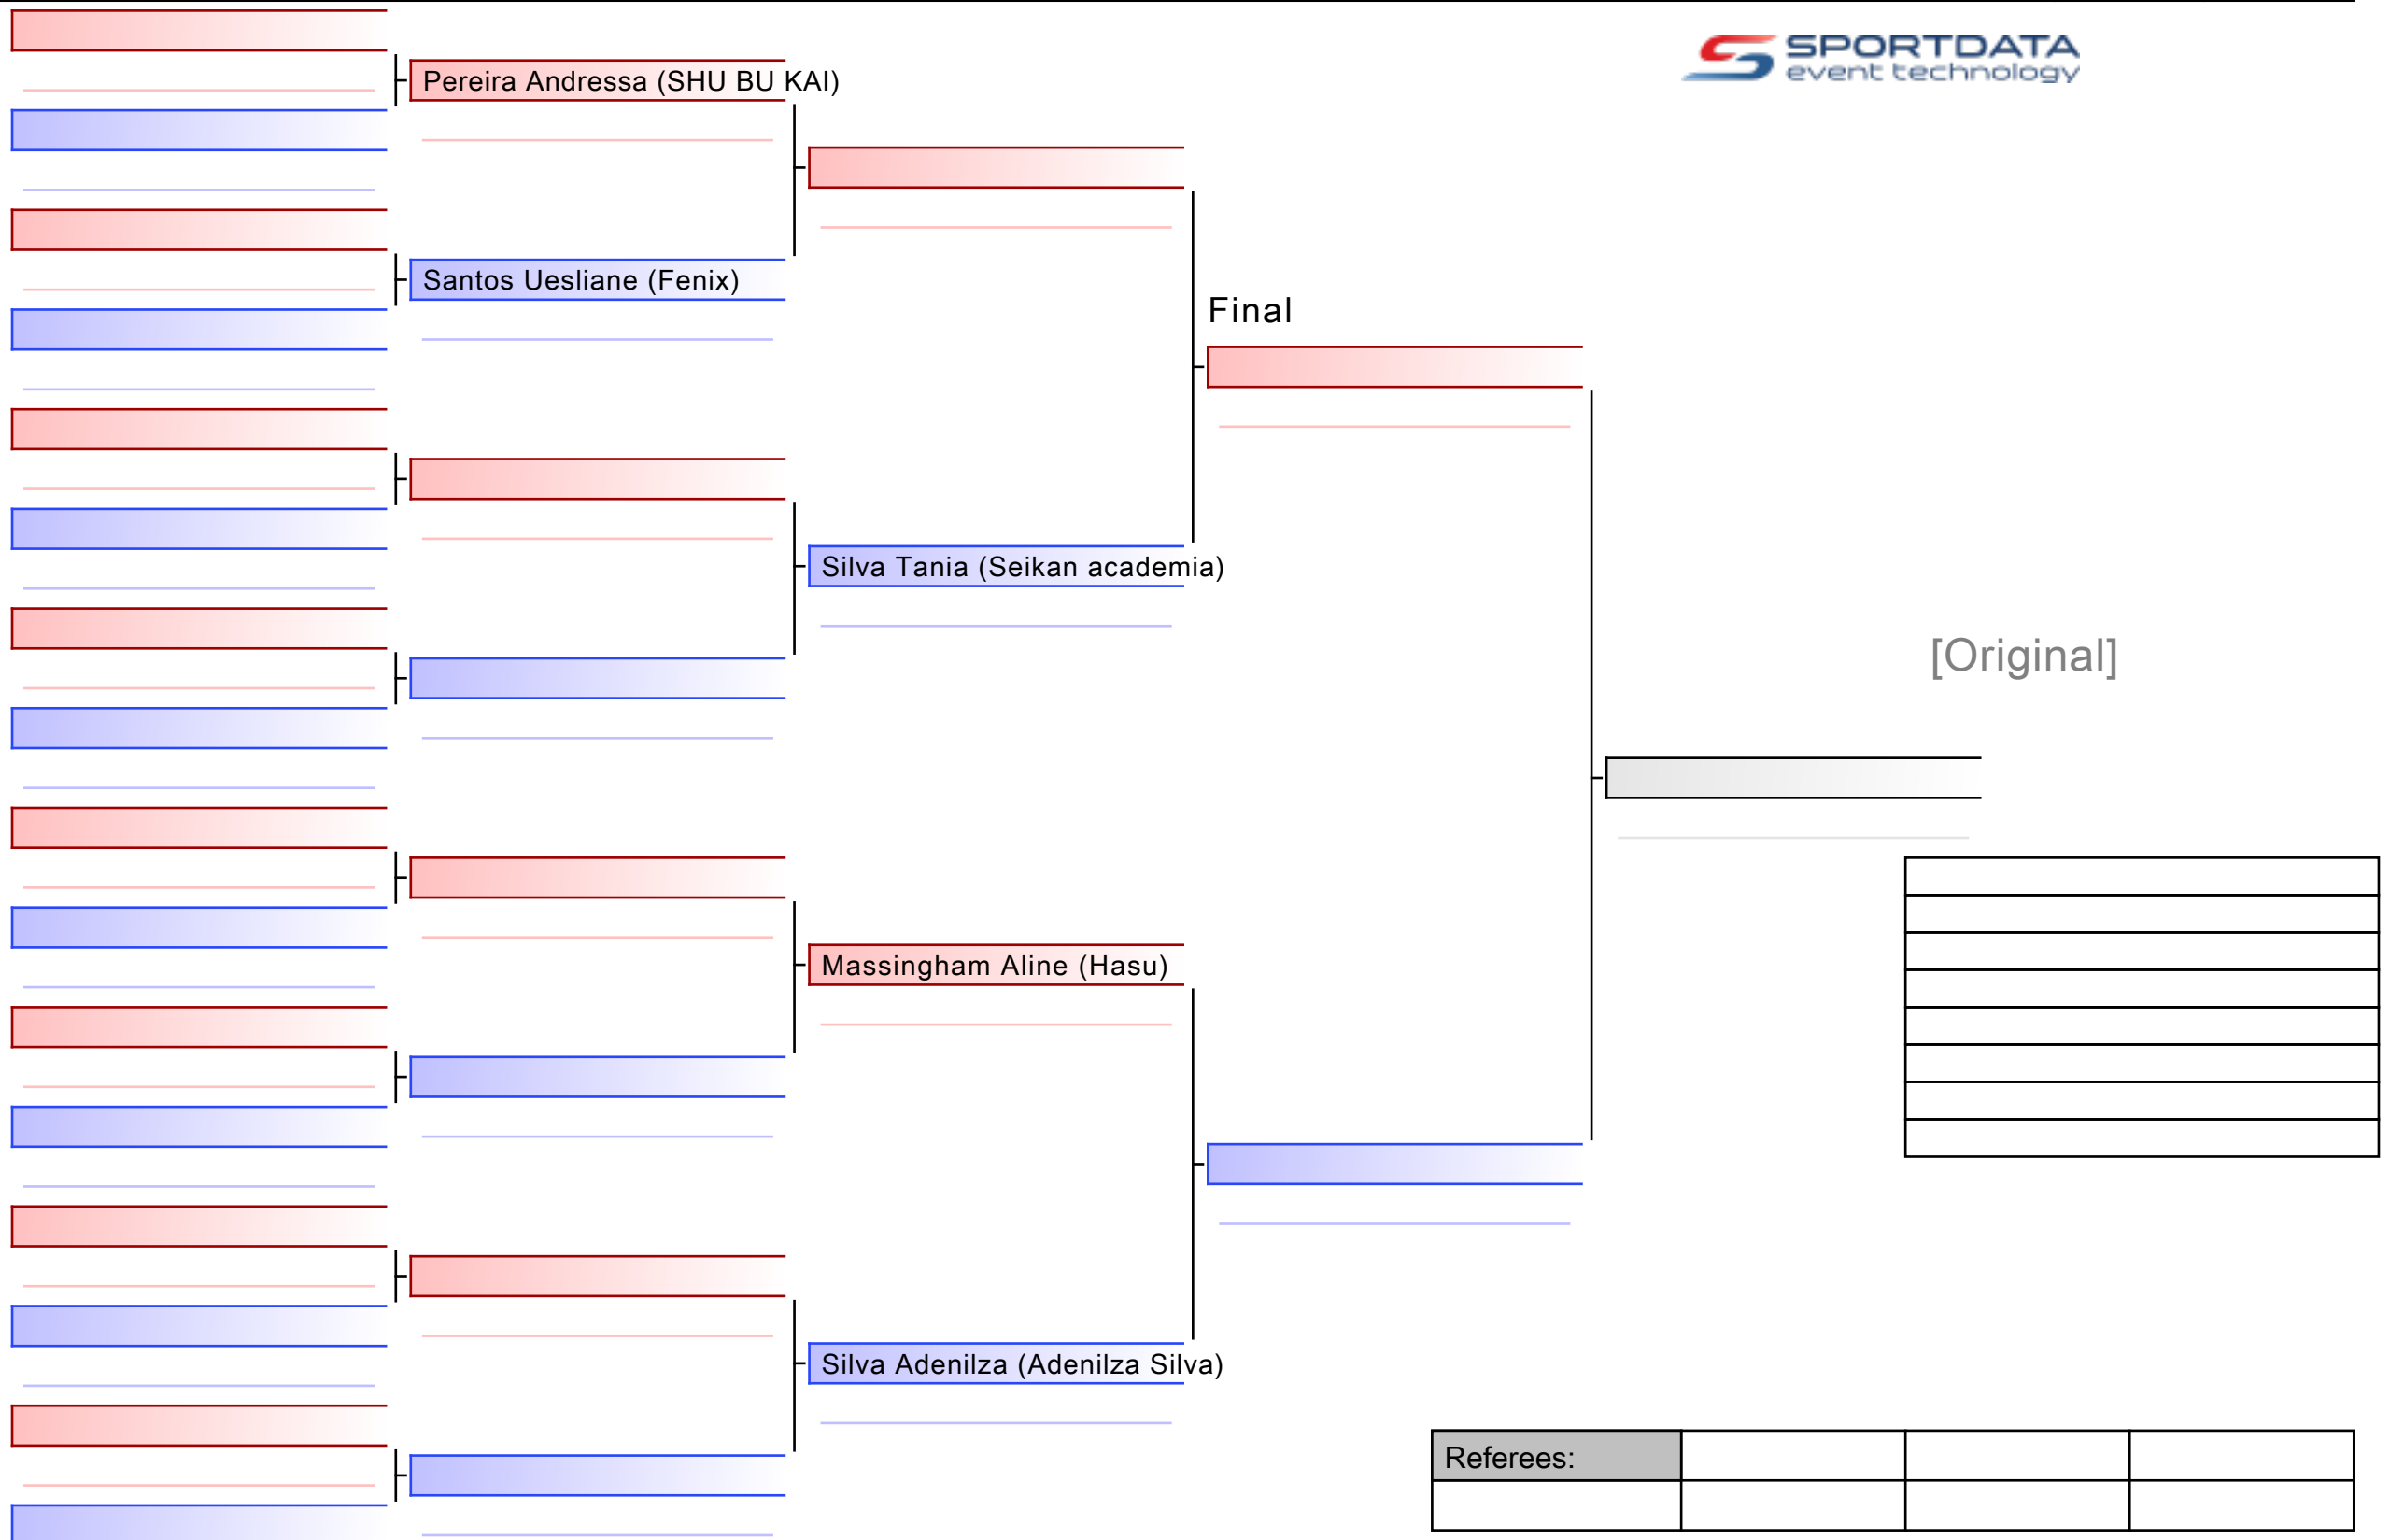 SPORTDATA
event technology
Pereira Andressa (SHU BU KAI)
Santos Uesliane (Fenix)
Final
Silva Tania (Seikan academia)
[Original]
Massingham Aline (Hasu)
Silva Adenilza (Adenilza Silva)
Referees: